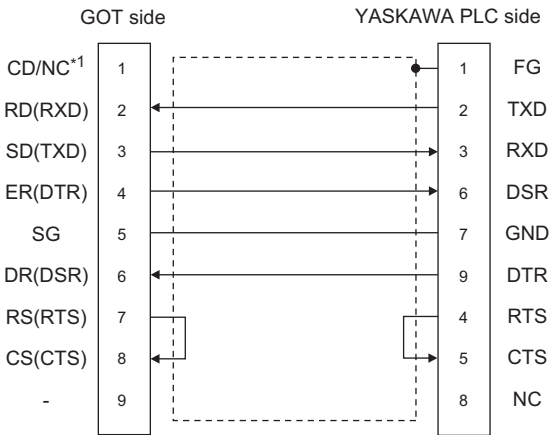 GOT side YASKAWA PLC side
CD/NC*1 1 1 FG
RD(RXD) 2 2 TXD
SD(TXD) 3 3 RXD
ER(DTR) 4 6 DSR
SG 5 7 GND
DR(DSR) 6 9 DTR
RS(RTS) 7 4 RTS
CS(CTS) 8 5 CTS
- 9 8 NC